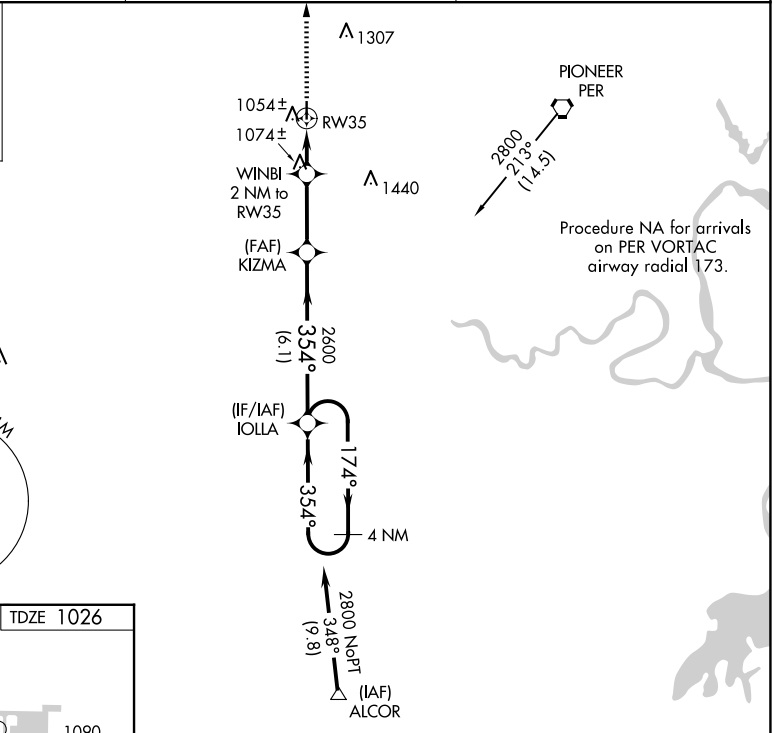 1307
PIONEER
PER
1054±
RW35
1074±
2800
213°
(14.5)
WINBI
2 NM to
RW35
1440
Procedure NA for arrivals
on PER VORTAC
airway radial 173.
(FAF)
KIZMA
2600
354°
(6.1)
(IF/IAF)
IOLLA
174°
354°
4 NM
2800 NoPT
348°
(9.8)
TDZE 1026
(IAF)
ALCOR